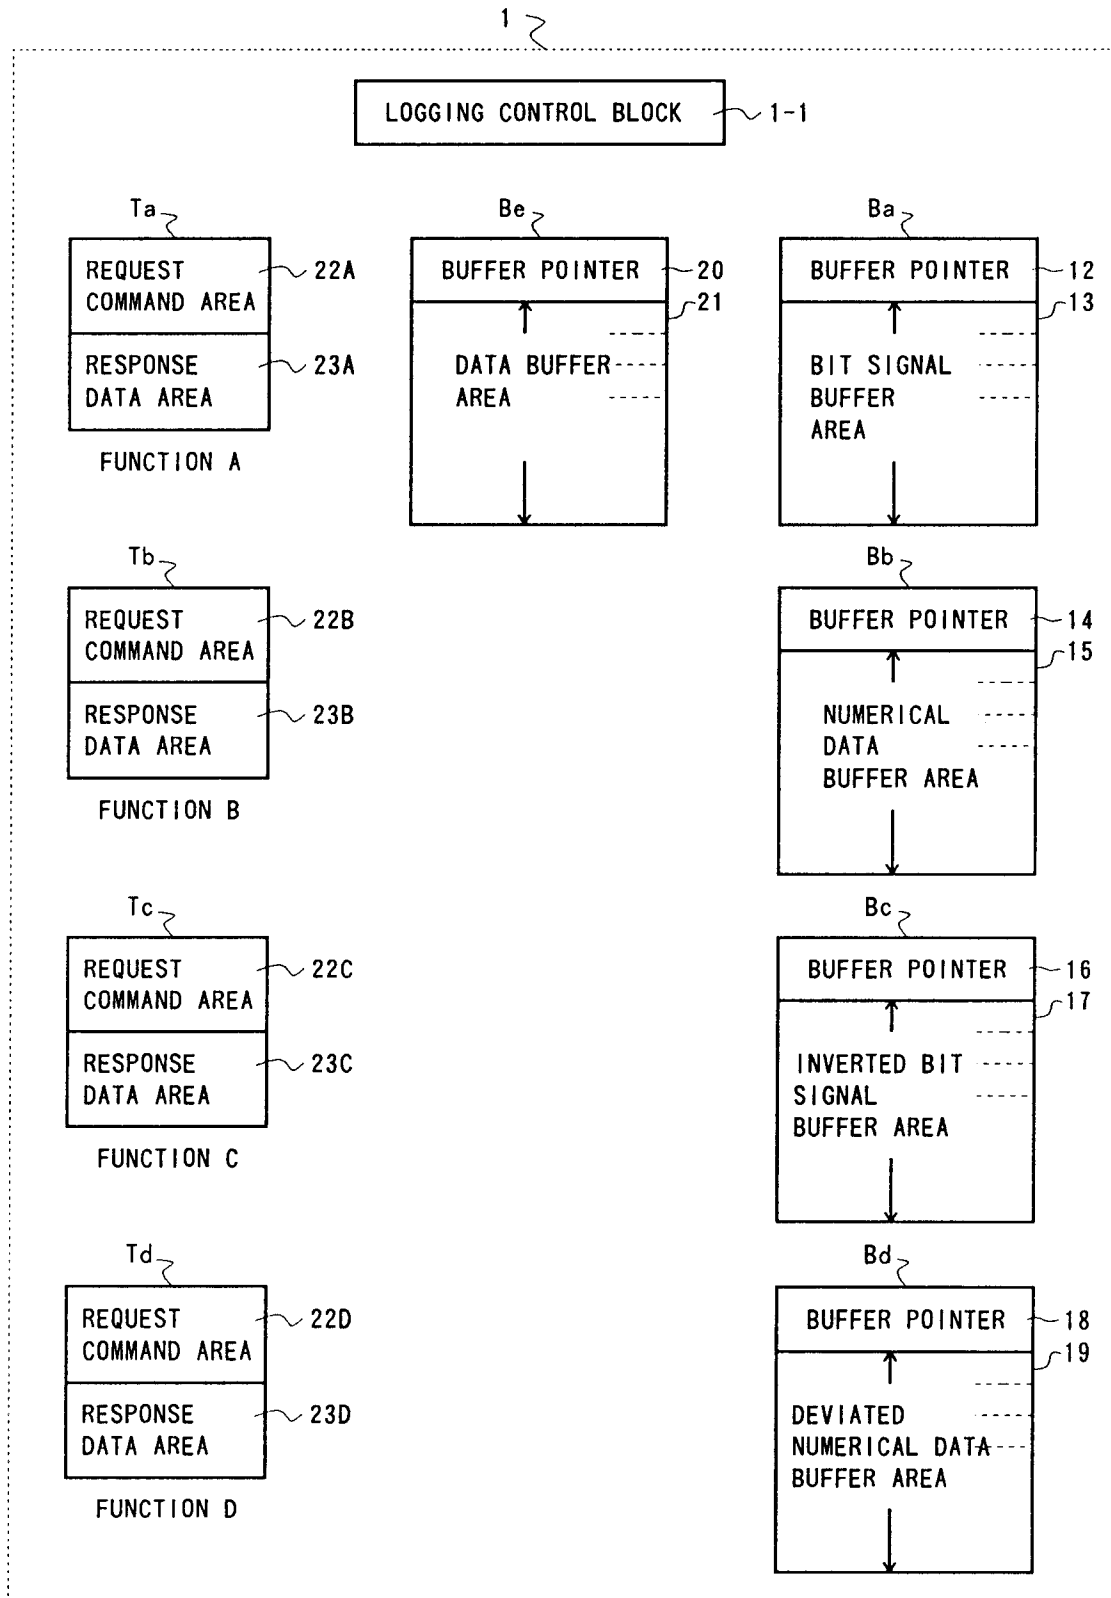 1
LOGGING CONTROL BLOCK
1-1
Ta
REQUEST
COMMAND AREA
22A
RESPONSE
DATA AREA
23A
FUNCTION A
Be
BUFFER POINTER
20
21
DATA BUFFER
AREA
Ba
BUFFER POINTER
12
13
BIT SIGNAL
BUFFER
AREA
Tb
REQUEST
COMMAND AREA
22B
RESPONSE
DATA AREA
23B
FUNCTION B
Bb
BUFFER POINTER
14
15
NUMERICAL
DATA
BUFFER AREA
Tc
REQUEST
COMMAND AREA
22C
RESPONSE
DATA AREA
23C
FUNCTION C
Bc
BUFFER POINTER
16
17
INVERTED BIT
SIGNAL
BUFFER AREA
Td
REQUEST
COMMAND AREA
22D
RESPONSE
DATA AREA
23D
FUNCTION D
Bd
BUFFER POINTER
18
19
DEVIATED
NUMERICAL DATA
BUFFER AREA